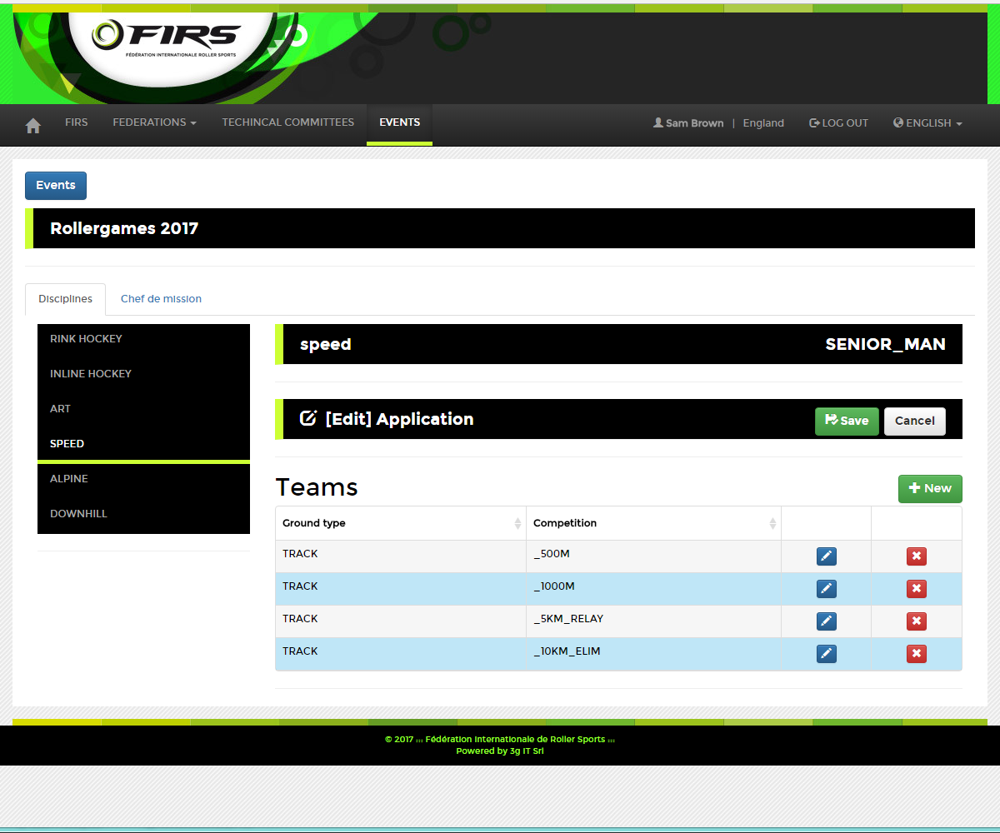 FIRS
FÉDÉRATION INTERNATIONALE ROLLER SPORTS
FIRS FEDERATIONS TECHINCAL COMMITTEES EVENTS Sam Brown | England LOG OUT ENGLISH
Events
Rollergames 2017
Disciplines Chef de mission
RINK HOCKEY
INLINE HOCKEY
ART
SPEED
ALPINE
DOWNHILL
speed SENIOR_MAN
[Edit] Application Save Cancel
Teams New
Ground type Competition
TRACK _500M
TRACK _1000M
TRACK _5KM_RELAY
TRACK _10KM_ELIM
© 2017 ::: Fédération Internationale de Roller Sports :::
Powered by 3g IT Srl